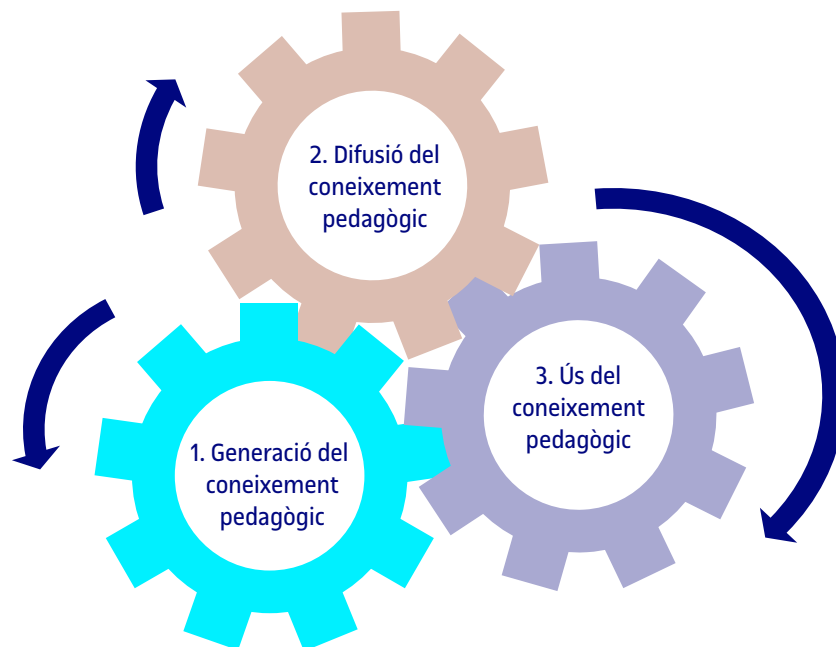 2. Difusió del
coneixement
pedagògic
3. Ús del
coneixement
pedagògic
1. Generació del
coneixement
pedagògic